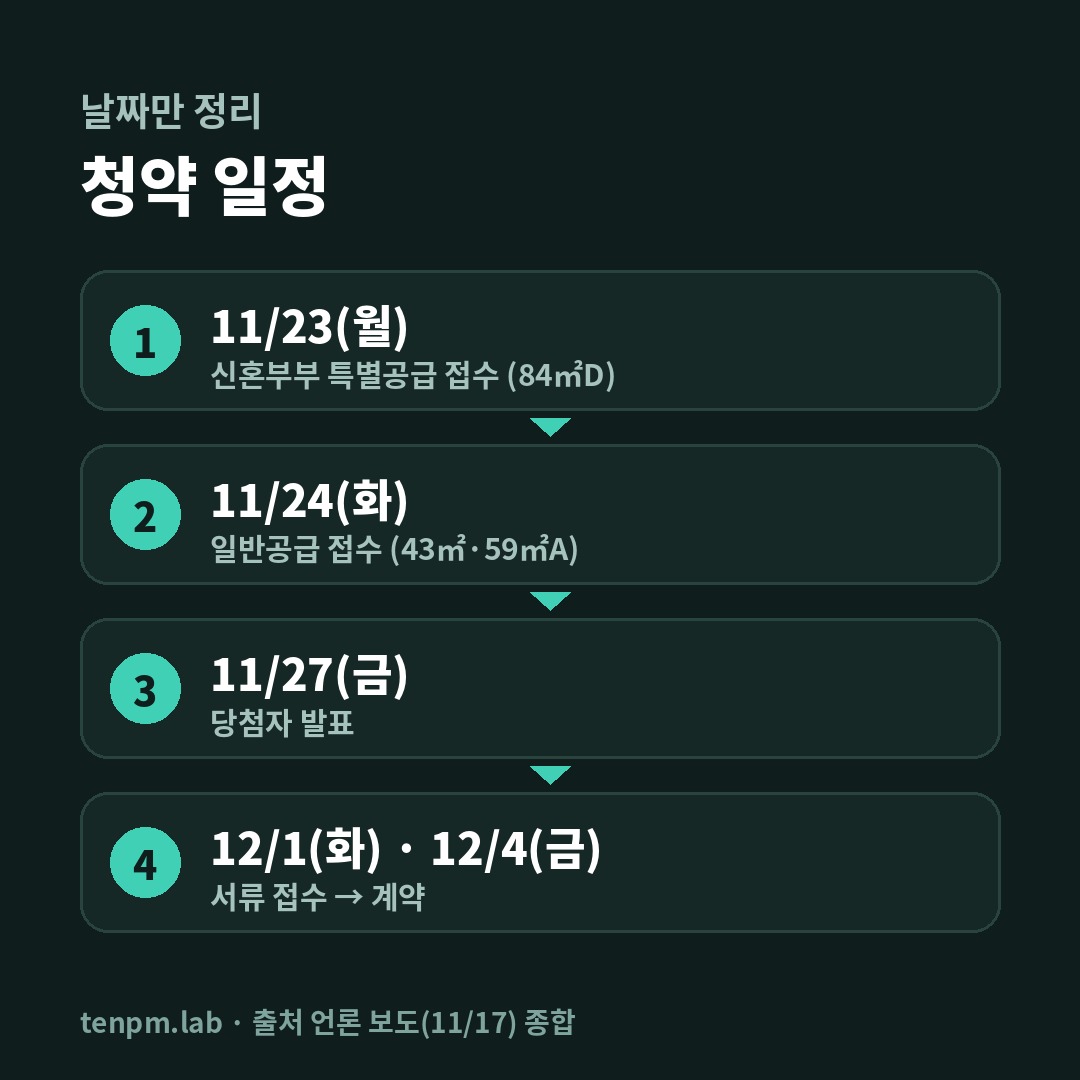 날짜만 정리
청약 일정
1
11/23(월)
신혼부부 특별공급 접수 (84㎡D)
2
11/24(화)
일반공급 접수 (43㎡·59㎡A)
3
11/27(금)
당첨자 발표
4
12/1(화) · 12/4(금)
서류 접수 → 계약
tenpm.lab · 출처 언론 보도(11/17) 종합